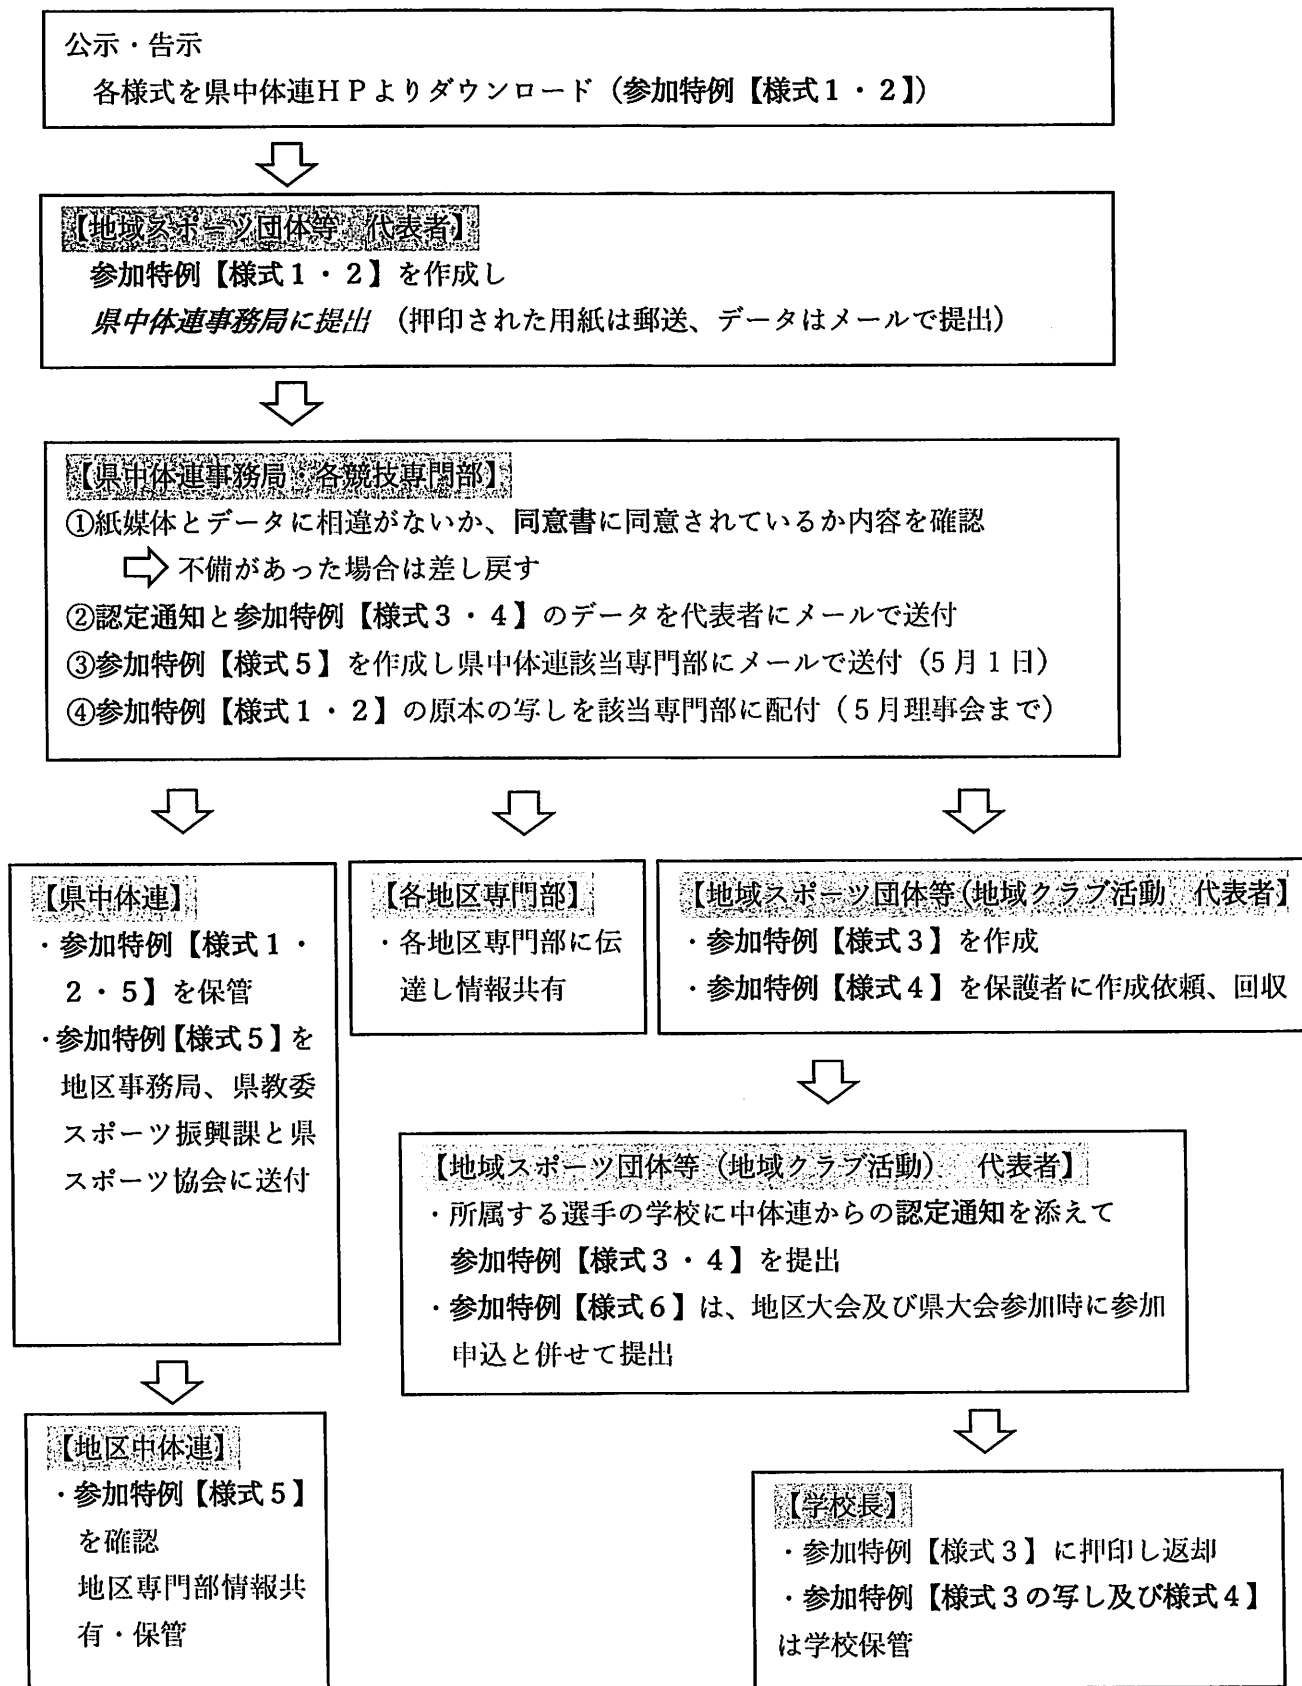 公示・告示
各様式を県中体連ＨＰよりダウンロード（参加特例【様式１・２】）
【地域スポーツ団体等　代表者】
参加特例【様式１・２】を作成し
県中体連事務局に提出　（押印された用紙は郵送、データはメールで提出）
【県中体連事務局・各競技専門部】
①紙媒体とデータに相違がないか、同意書に同意されているか内容を確認
不備があった場合は差し戻す
②認定通知と参加特例【様式３・４】のデータを代表者にメールで送付
③参加特例【様式５】を作成し県中体連該当専門部にメールで送付（５月１日）
④参加特例【様式１・２】の原本の写しを該当専門部に配付（５月理事会まで）
【県中体連】
・参加特例【様式１・
２・５】を保管
・参加特例【様式５】を
地区事務局、県教委
スポーツ振興課と県
スポーツ協会に送付
【各地区専門部】
・各地区専門部に伝
達し情報共有
【地域スポーツ団体等（地域クラブ活動　代表者】
・参加特例【様式３】を作成
・参加特例【様式４】を保護者に作成依頼、回収
【地域スポーツ団体等（地域クラブ活動）　代表者】
・所属する選手の学校に中体連からの認定通知を添えて
参加特例【様式３・４】を提出
・参加特例【様式６】は、地区大会及び県大会参加時に参加
申込と併せて提出
【地区中体連】
・参加特例【様式５】
を確認
地区専門部情報共
有・保管
【学校長】
・参加特例【様式３】に押印し返却
・参加特例【様式３の写し及び様式４】
は学校保管